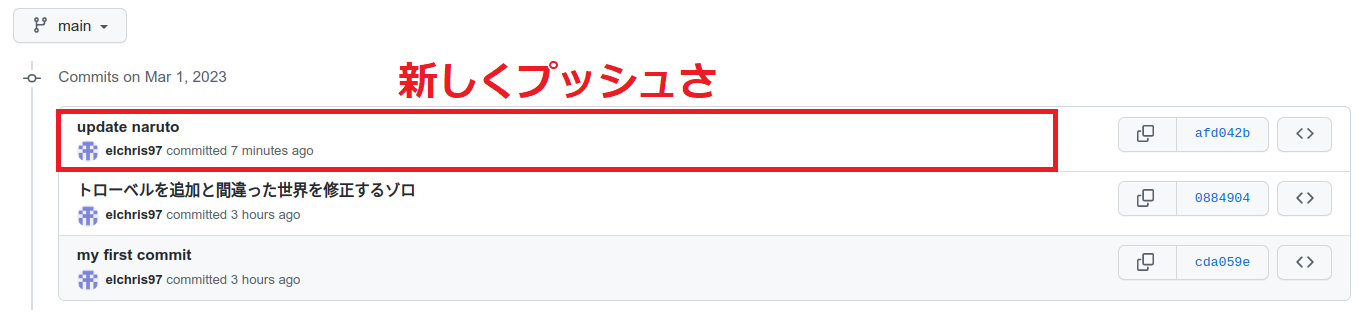 main
Commits on Mar 1, 2023
新しくプッシュさ
update naruto
elchris97 committed 7 minutes ago
afd042b
トローベルを追加と間違った世界を修正するゾロ
elchris97 committed 3 hours ago
0884904
my first commit
elchris97 committed 3 hours ago
cda059e